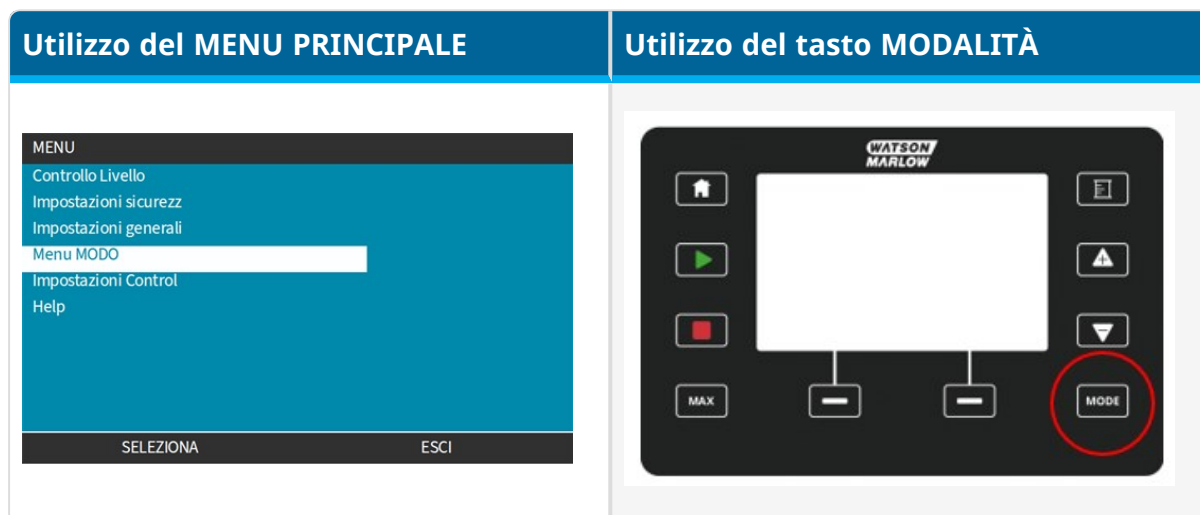 Utilizzo del MENU PRINCIPALE
Utilizzo del tasto MODALITÀ
MENU
Controllo Livello
Impostazioni sicurezz
Impostazioni generali
Menu MODO
Impostazioni Control
Help
SELEZIONA
ESCI
WATSON
MARLOW
MAX
MODE